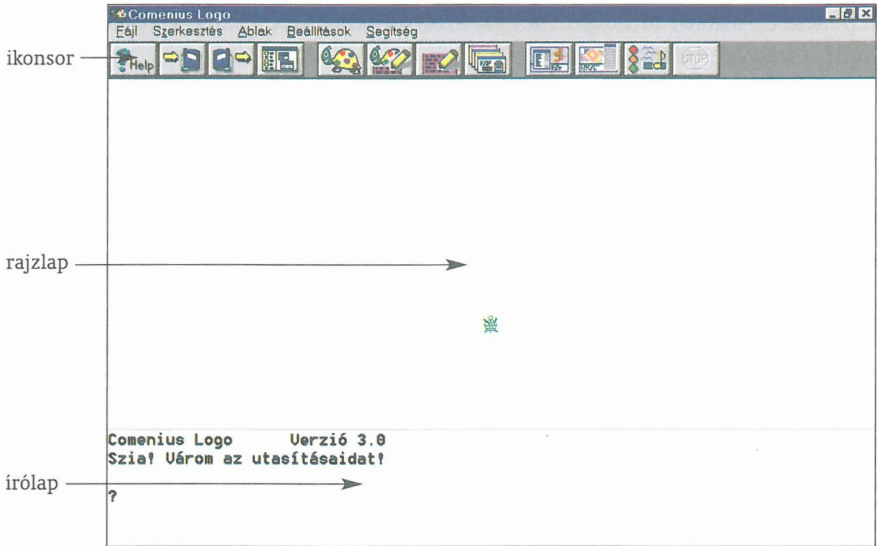 Comenius Logo
Fájl Szerkesztés Ablak Beállítások Segítség
ikonsor
Help
STOP
rajzlap
Comenius Logo Verzió 3.0
Szia! Várom az utasításaidat!
írólap
?